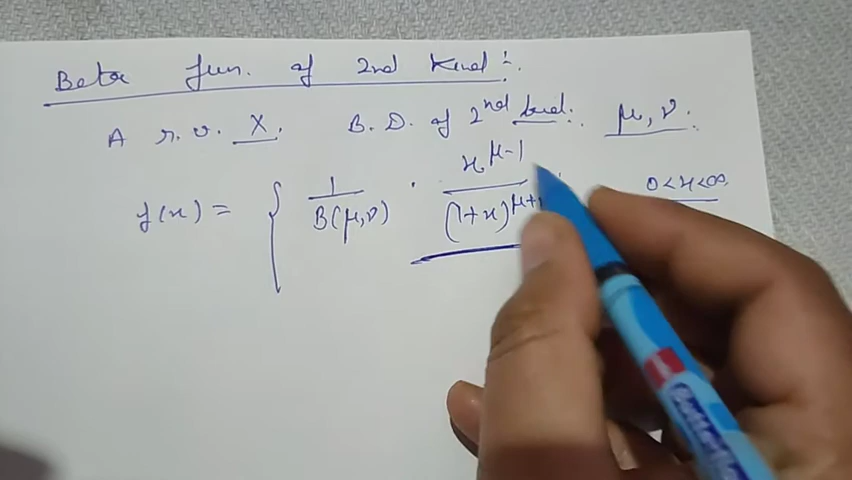 Beta fun. of 2nd Kind :-
A r.v. X. B.D. of 2nd kind. μ, ν.
f(x) = { 1/B(μ,ν) · x^μ-1/(1+x)^μ+ 0<x<∞,